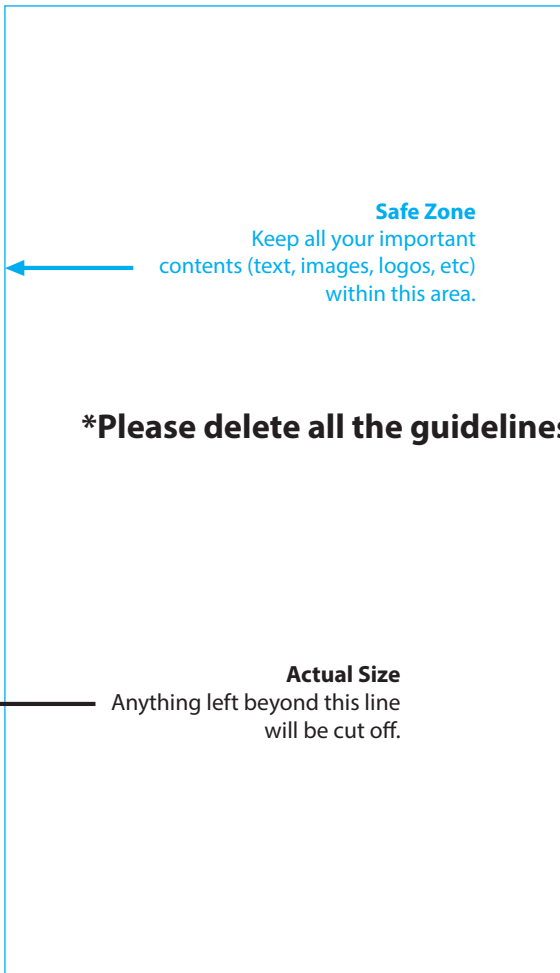 Safe Zone
Keep all your important
contents (text, images, logos, etc)
within this area.
*Please delete all the guidelines
Actual Size
Anything left beyond this line
will be cut off.